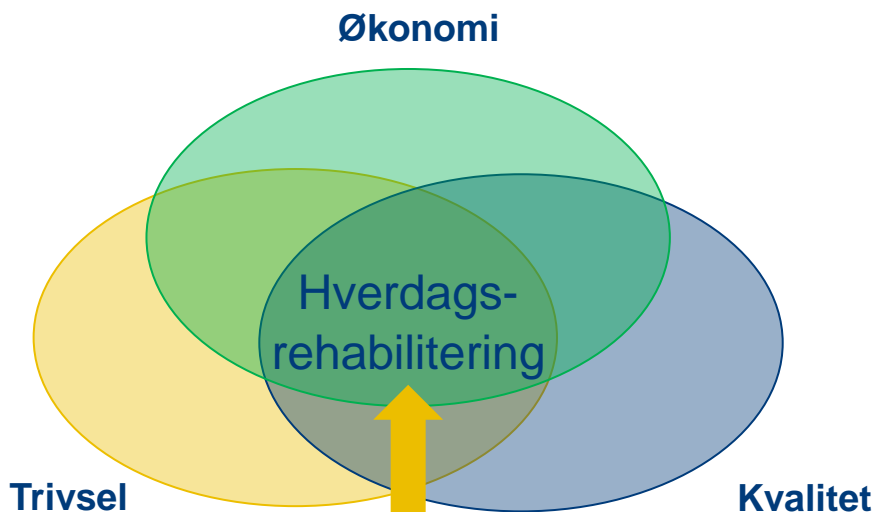 Økonomi
Hverdags-
rehabilitering
Trivsel
Kvalitet